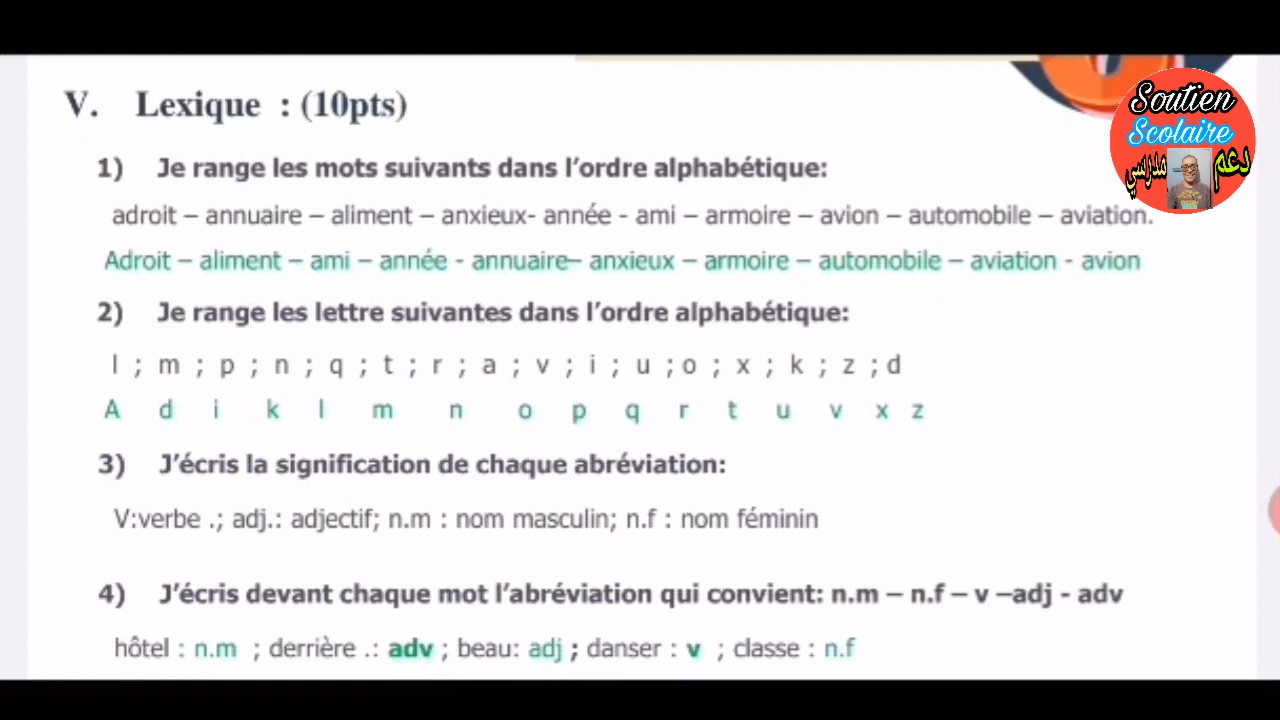 V. Lexique : (10pts)
Soutien
Scolaire
دعم مدرسي
1) Je range les mots suivants dans l’ordre alphabétique:
adroit – annuaire – aliment – anxieux- année - ami – armoire – avion – automobile – aviation.
Adroit – aliment – ami – année - annuaire– anxieux – armoire – automobile – aviation - avion
2) Je range les lettre suivantes dans l’ordre alphabétique:
l ; m ; p ; n ; q ; t ; r ; a ; v ; i ; u ; o ; x ; k ; z ; d
A d i k l m n o p q r t u v x z
3) J’écris la signification de chaque abréviation:
V:verbe .; adj.: adjectif; n.m : nom masculin; n.f : nom féminin
4) J’écris devant chaque mot l’abréviation qui convient: n.m – n.f – v –adj - adv
hôtel : n.m ; derrière .: adv ; beau: adj ; danser : v ; classe : n.f